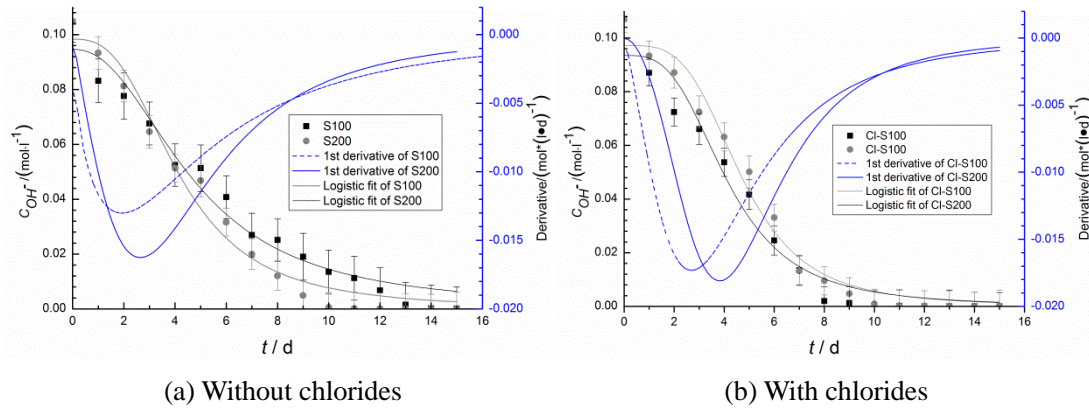 0.10
0.08
0.06
0.04
0.02
0.00
c_OH⁻/(mol·l⁻¹)
0 2 4 6 8 10 12 14 16
t / d
0.000
-0.005
-0.010
-0.015
-0.020
Derivative/(mol*(l●d)⁻¹)
S100
S200
1st derivative of S100
1st derivative of S200
Logistic fit of S100
Logistic fit of S200
(a) Without chlorides
0.10
0.08
0.06
0.04
0.02
0.00
c_OH⁻/(mol·l⁻¹)
0 2 4 6 8 10 12 14 16
t / d
0.000
-0.005
-0.010
-0.015
-0.020
Derivative/mol*(l●d)⁻¹)
Cl-S100
Cl-S100
1st derivative of Cl-S100
1st derivative of Cl-S200
Logistic fit of Cl-S100
Logistic fit of Cl-S200
(b) With chlorides